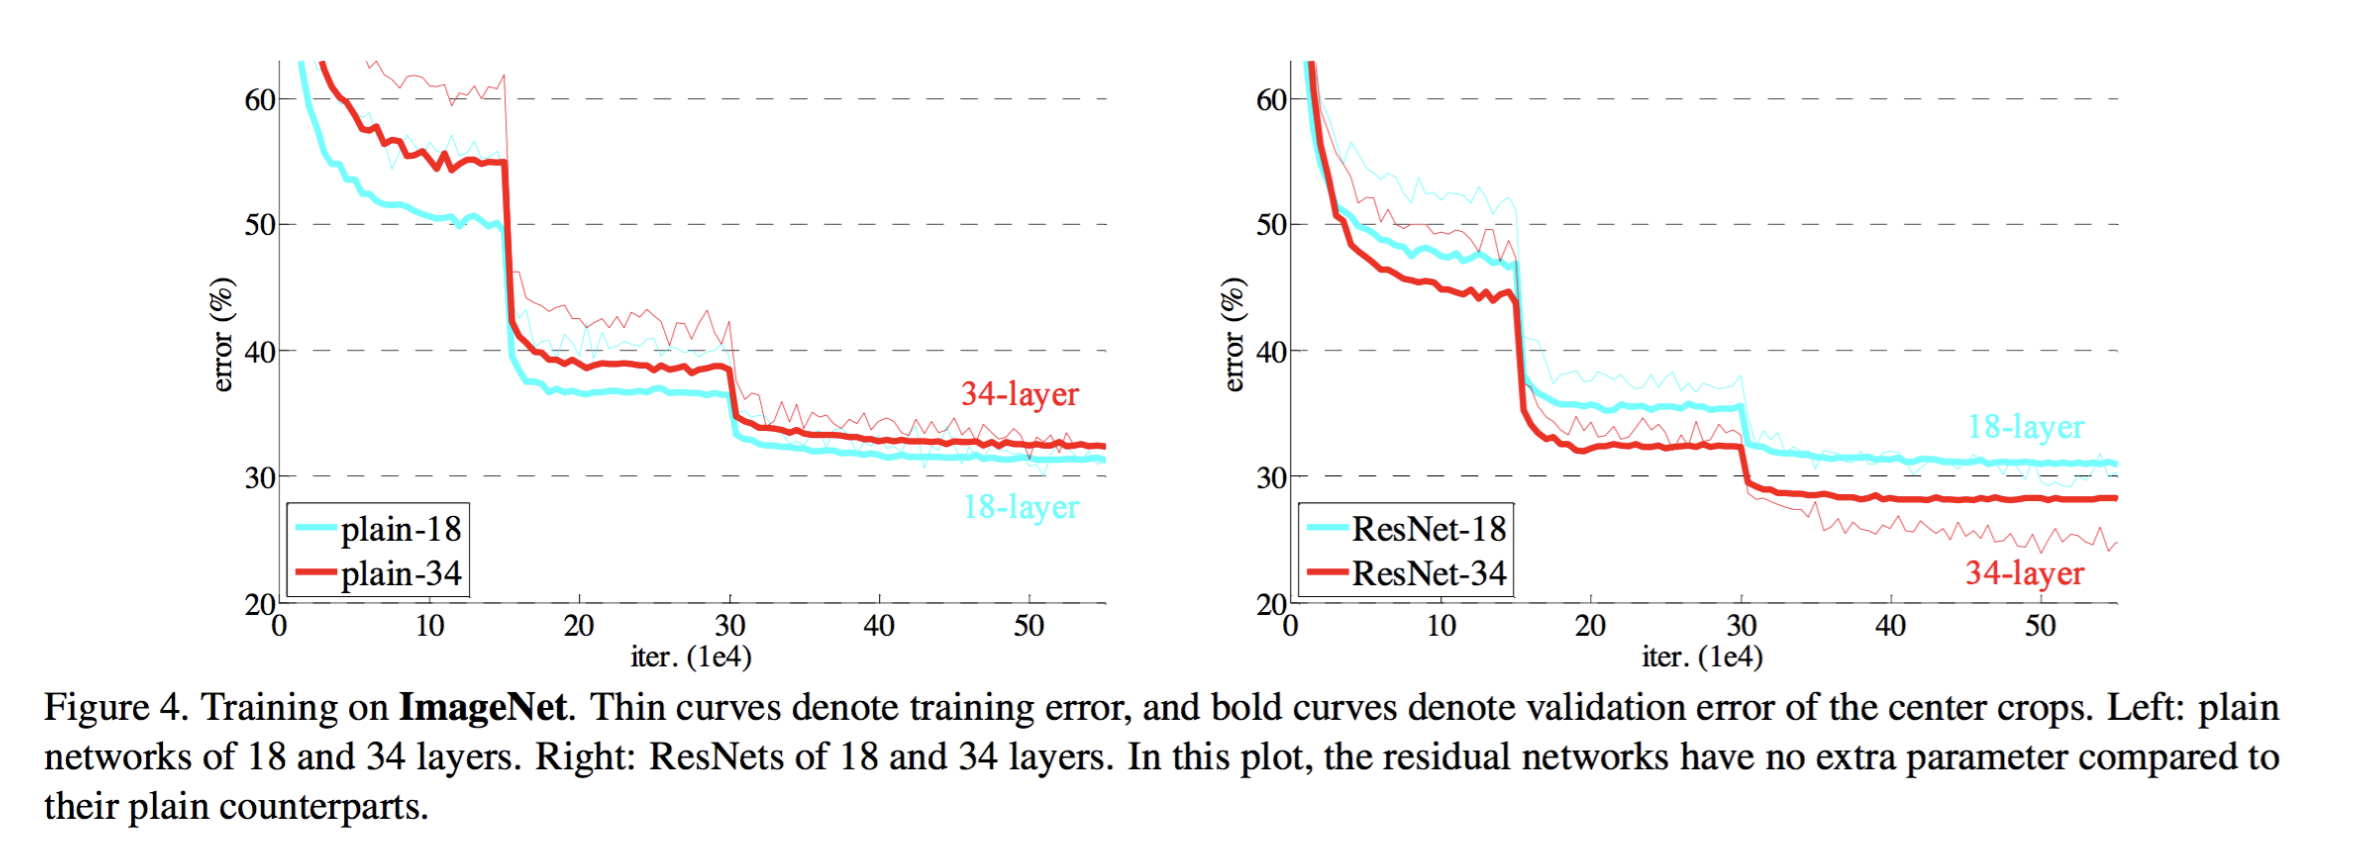 60
50
40
30
20
error (%)
34-layer
18-layer
plain-18
plain-34
0 10 20 30 40 50
iter. (1e4)
60
50
40
30
20
error (%)
18-layer
34-layer
ResNet-18
ResNet-34
0 10 20 30 40 50
iter. (1e4)
Figure 4. Training on ImageNet. Thin curves denote training error, and bold curves denote validation error of the center crops. Left: plain
networks of 18 and 34 layers. Right: ResNets of 18 and 34 layers. In this plot, the residual networks have no extra parameter compared to
their plain counterparts.